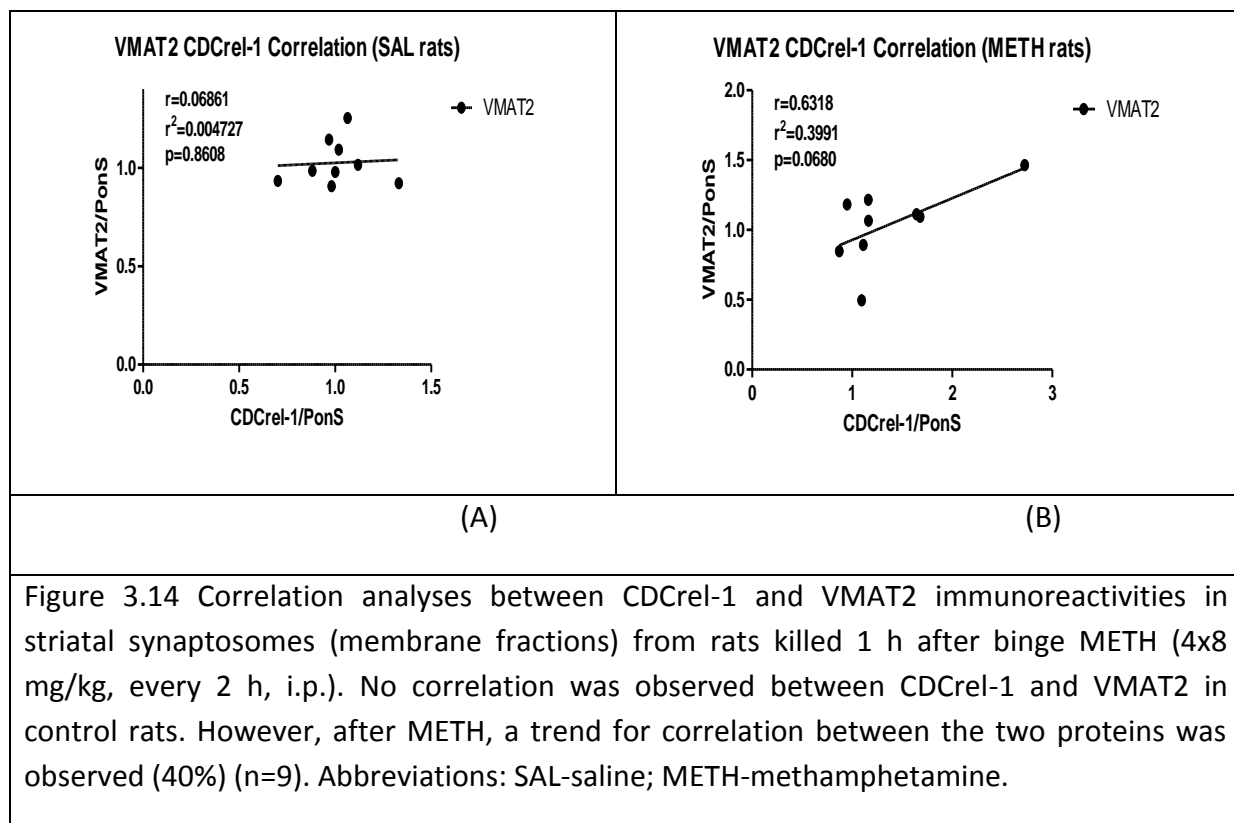 VMAT2 CDCrel-1 Correlation (SAL rats)
r=0.06861
r²=0.004727
p=0.8608
VMAT2
1.0
0.5
0.0
VMAT2/PonS
0.0 0.5 1.0 1.5
CDCrel-1/PonS
VMAT2 CDCrel-1 Correlation (METH rats)
2.0
1.5
1.0
0.5
0.0
r=0.6318
r²=0.3991
p=0.0680
VMAT2
VMAT2/PonS
0 1 2 3
CDCrel-1/PonS
(A) (B)
Figure 3.14 Correlation analyses between CDCrel-1 and VMAT2 immunoreactivities in
striatal synaptosomes (membrane fractions) from rats killed 1 h after binge METH (4x8
mg/kg, every 2 h, i.p.). No correlation was observed between CDCrel-1 and VMAT2 in
control rats. However, after METH, a trend for correlation between the two proteins was
observed (40%) (n=9). Abbreviations: SAL-saline; METH-methamphetamine.